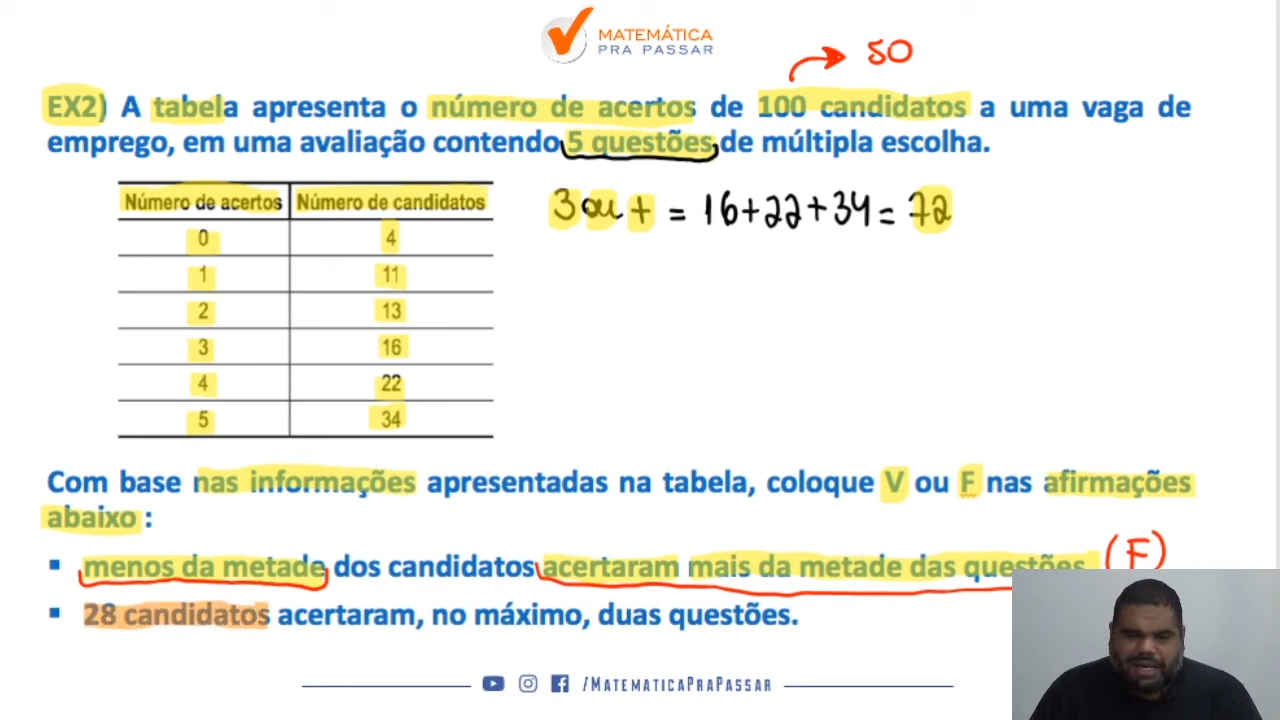 MATEMÁTICA
PRA PASSAR
50
EX2) A tabela apresenta o número de acertos de 100 candidatos a uma vaga de
emprego, em uma avaliação contendo 5 questões de múltipla escolha.
Número de acertos Número de candidatos
3 ou + = 16+22+34 = 72
0 4
1 11
2 13
3 16
4 22
5 34
Com base nas informações apresentadas na tabela, coloque V ou F nas afirmações
abaixo :
▪ menos da metade dos candidatos acertaram mais da metade das questões (F)
▪ 28 candidatos acertaram, no máximo, duas questões.
/MATEMATICAPRAPASSAR